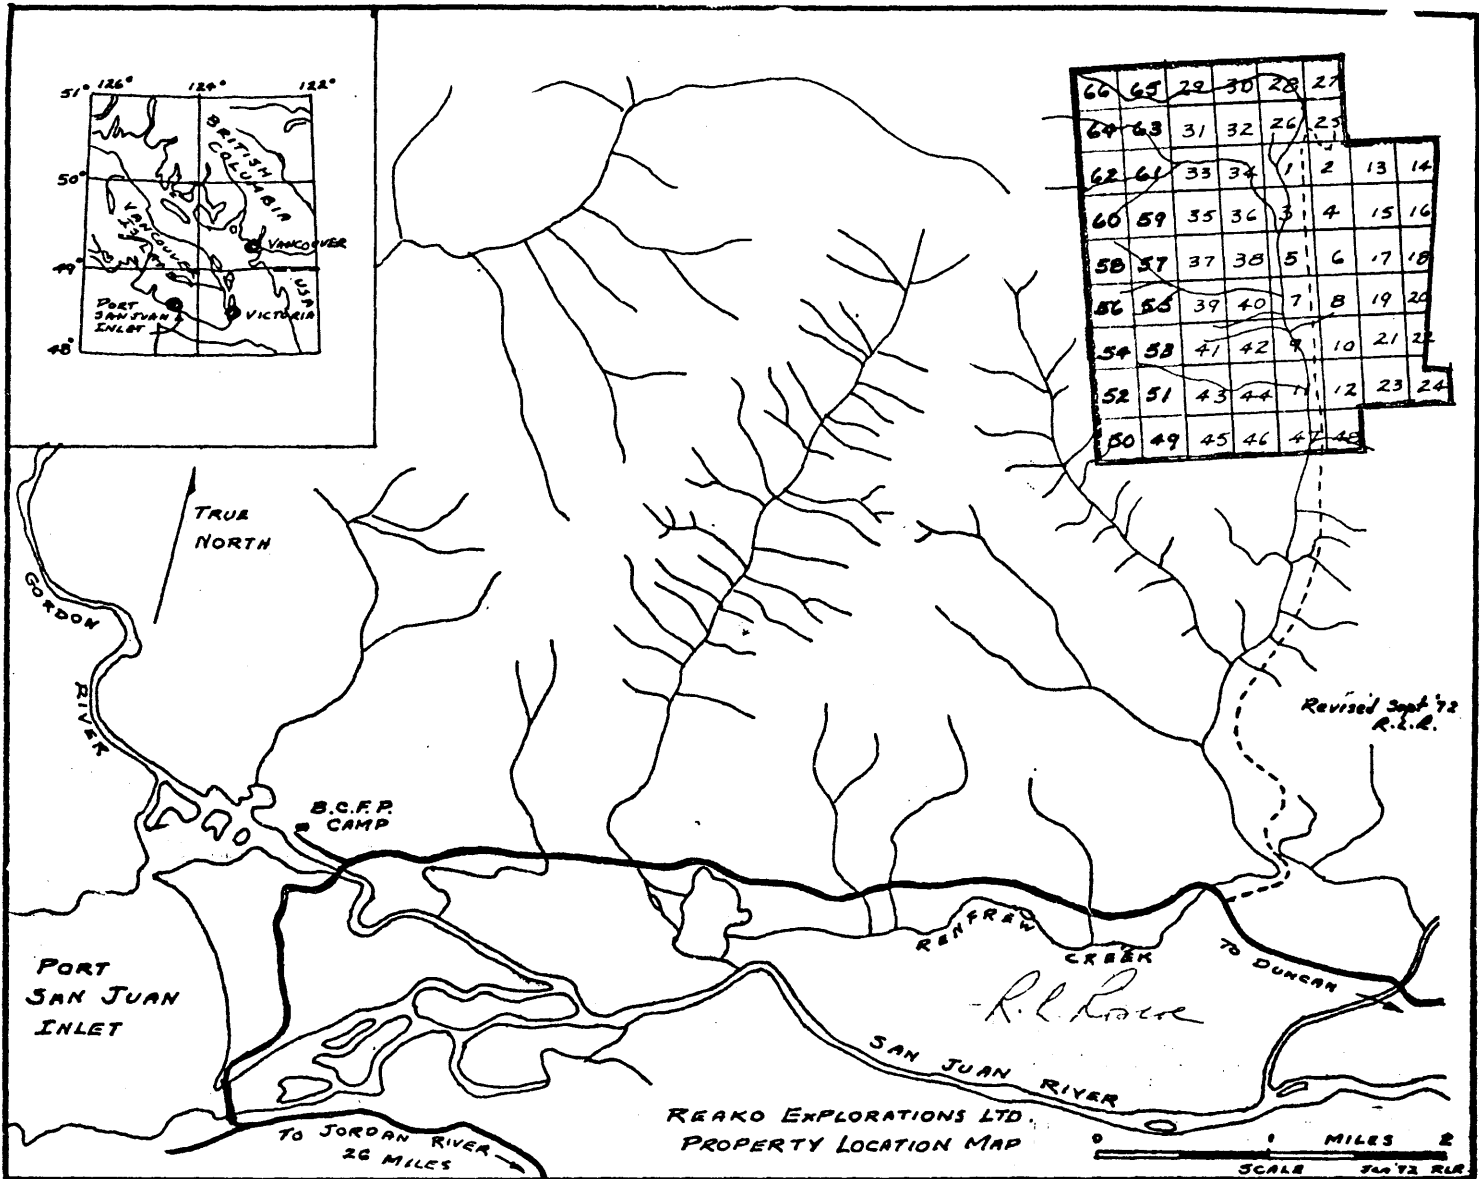 51° 126° 124° 122°
50°
49°
48°
BRITISH
COLUMBIA
VANCOUVER
ISLAND
VANCOUVER
USA
PORT
SAN JUAN
INLET
VICTORIA
66 65 29 30 28 27
64 63 31 32 26 25
62 61 33 34 1 2 13 14
60 59 35 36 3 4 15 16
58 57 37 38 5 6 17 18
56 55 39 40 7 8 19 20
54 53 41 42 9 10 21 22
52 51 43 44 11 12 23 24
50 49 45 46 47 48
TRUE
NORTH
GORDON
RIVER
Revised Sept '72
R.L.R.
B.C.F.P.
CAMP
RENFREW
CREEK
TO DUNCAN
PORT
SAN JUAN
INLET
R. L. Roscoe
SAN JUAN RIVER
REAKO EXPLORATIONS LTD.
PROPERTY LOCATION MAP
TO JORDAN RIVER
26 MILES
0 1 MILES 2
SCALE JAN '72 RLR.